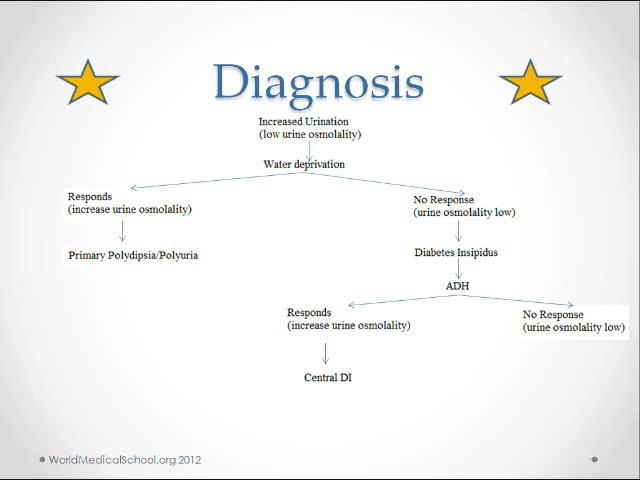 Diagnosis
Increased Urination
(low urine osmolality)
Water deprivation
Responds
(increase urine osmolality)
No Response
(urine osmolality low)
Primary Polydipsia/Polyuria
Diabetes Insipidus
ADH
Responds
(increase urine osmolality)
No Response
(urine osmolality low)
Central DI
WorldMedicalSchool.org 2012